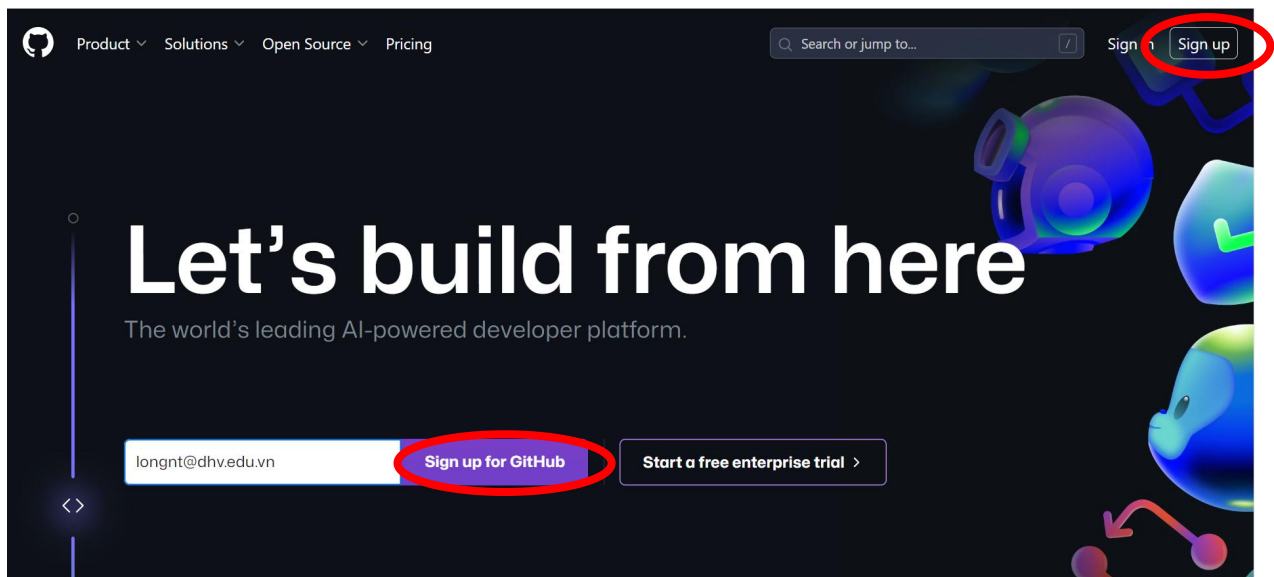 Product Solutions Open Source Pricing Search or jump to... / Sign in Sign up
Let's build from here
The world's leading AI-powered developer platform.
longnt@dhv.edu.vn Sign up for GitHub Start a free enterprise trial >